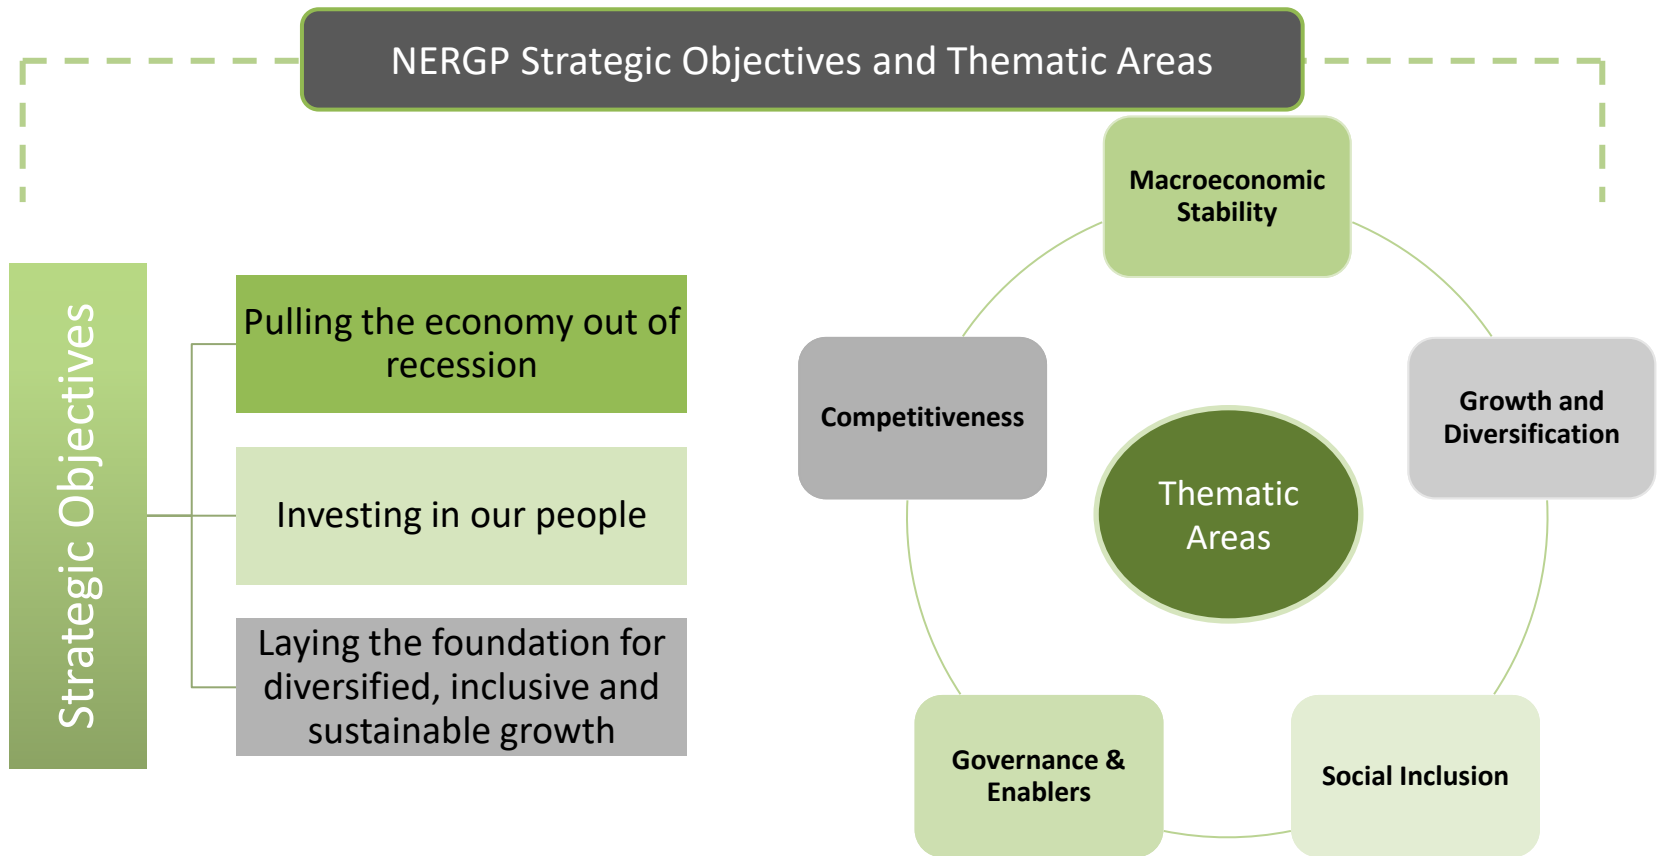 NERGP Strategic Objectives and Thematic Areas
Strategic Objectives
Pulling the economy out of
recession
Investing in our people
Laying the foundation for
diversified, inclusive and
sustainable growth
Macroeconomic
Stability
Growth and
Diversification
Social Inclusion
Governance &
Enablers
Competitiveness
Thematic
Areas